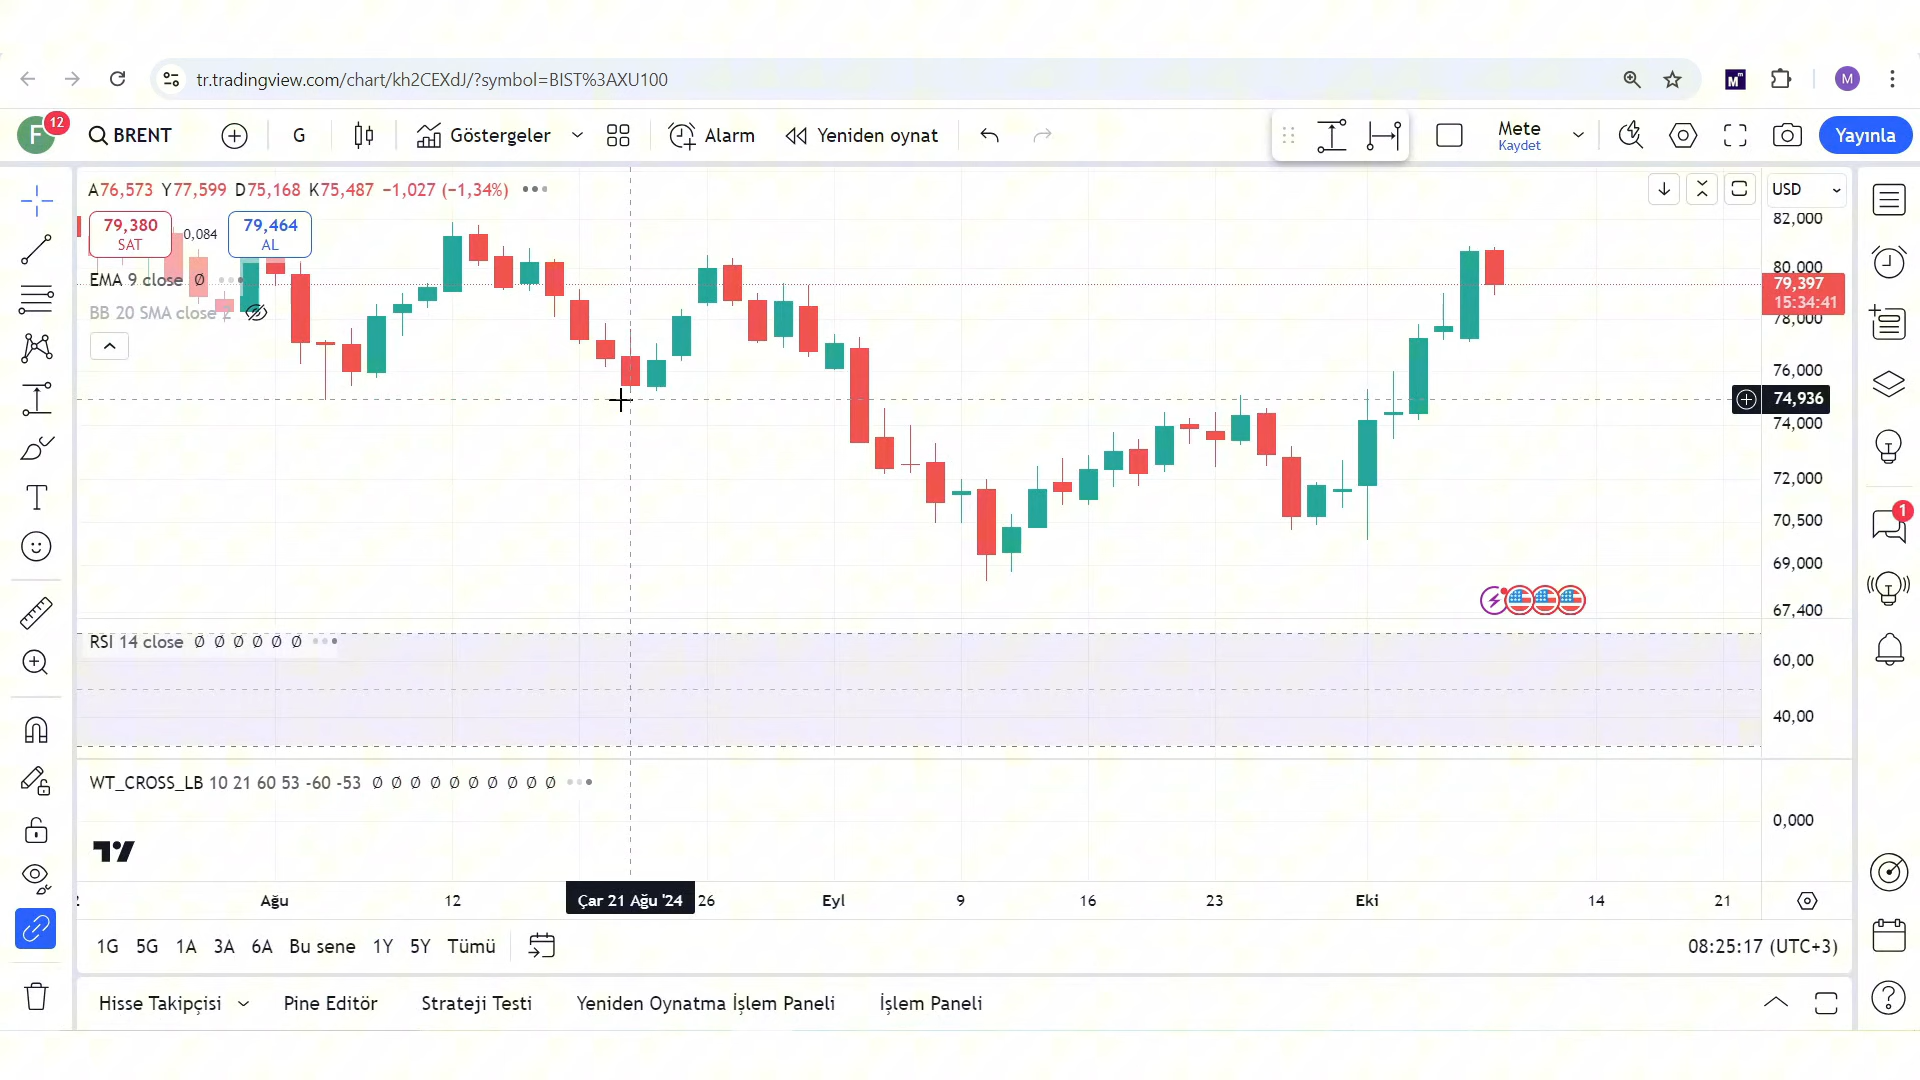 tr.tradingview.com/chart/kh2CEXdJ/?symbol=BIST%3AXU100
M
F 12 BRENT G Göstergeler Alarm Yeniden oynat Mete Kaydet Yayınla
A76,573 Y77,599 D75,168 K75,487 −1,027 (−1,34%)
USD
79,380 SAT 0,084 79,464 AL
EMA 9 close Ø
BB 20 SMA close 2
82,000
80,000
79,397
15:34:41
78,000
76,000
74,936
74,000
72,000
70,500
69,000
67,400
1
RSI 14 close Ø Ø Ø Ø Ø Ø
60,00
40,00
WT_CROSS_LB 10 21 60 53 -60 -53 Ø Ø Ø Ø Ø Ø Ø Ø Ø Ø
0,000
Ağu 12 Çar 21 Ağu '24 26 Eyl 9 16 23 Eki 14 21
1G 5G 1A 3A 6A Bu sene 1Y 5Y Tümü 08:25:17 (UTC+3)
Hisse Takipçisi Pine Editör Strateji Testi Yeniden Oynatma İşlem Paneli İşlem Paneli